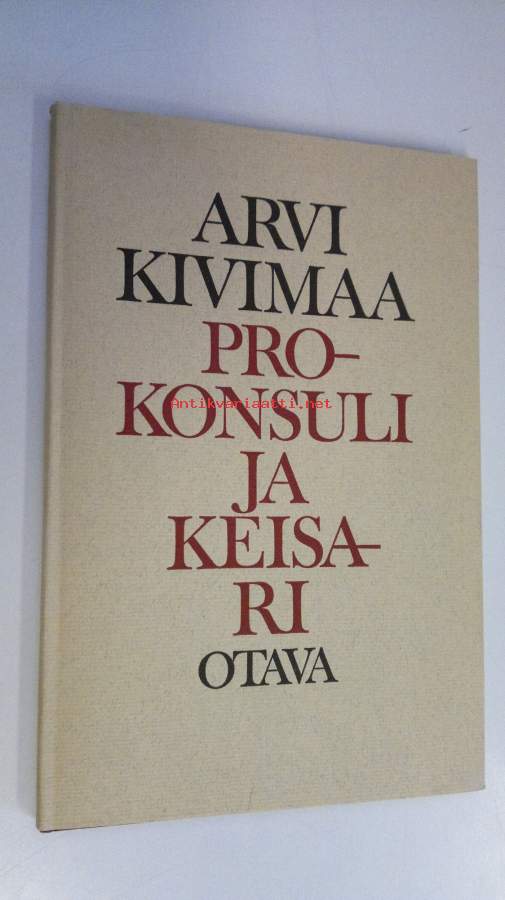 ARVI
KIVIMAA
PRO-
KONSULI
Antikvariaatti.net
JA
KEISA-
RI
OTAVA